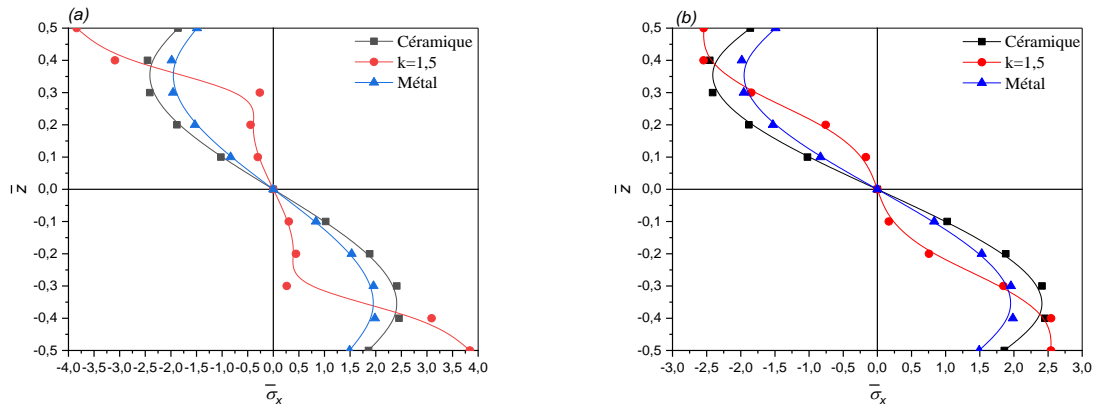 (a)
0,5
0,4
0,3
0,2
0,1
0,0
-0,1
-0,2
-0,3
-0,4
-0,5
z̅
Céramique
k=1,5
Métal
-4,0 -3,5 -3,0 -2,5 -2,0 -1,5 -1,0 -0,5 0,0 0,5 1,0 1,5 2,0 2,5 3,0 3,5 4,0
σ̅x
(b)
0,5
0,4
0,3
0,2
0,1
0,0
-0,1
-0,2
-0,3
-0,4
-0,5
z̅
Céramique
k=1,5
Métal
-3,0 -2,5 -2,0 -1,5 -1,0 -0,5 0,0 0,5 1,0 1,5 2,0 2,5 3,0
σ̅x